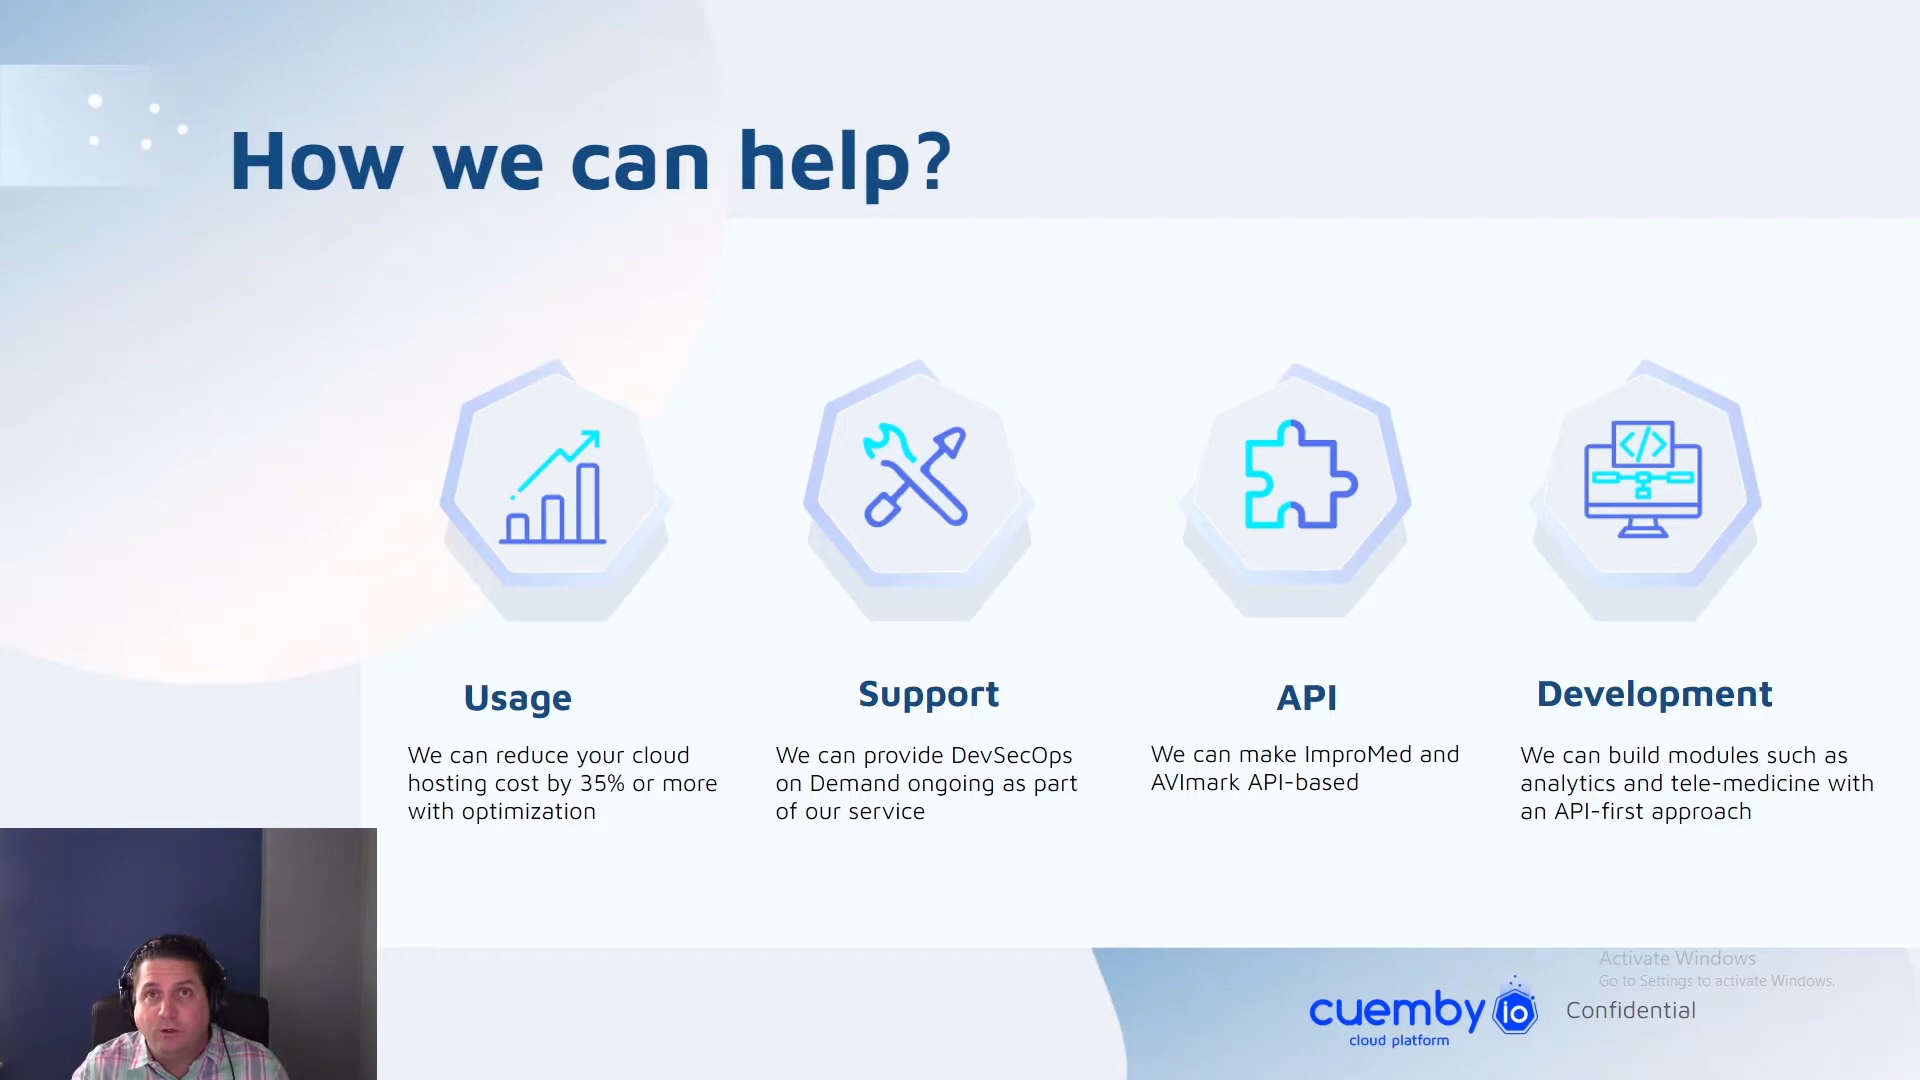 How we can help?
Usage
We can reduce your cloud
hosting cost by 35% or more
with optimization
Support
We can provide DevSecOps
on Demand ongoing as part
of our service
API
We can make ImproMed and
AVImark API-based
Development
We can build modules such as
analytics and tele-medicine with
an API-first approach
</>
Activate Windows
Go to Settings to activate Windows.
cuemby io
cloud platform
Confidential